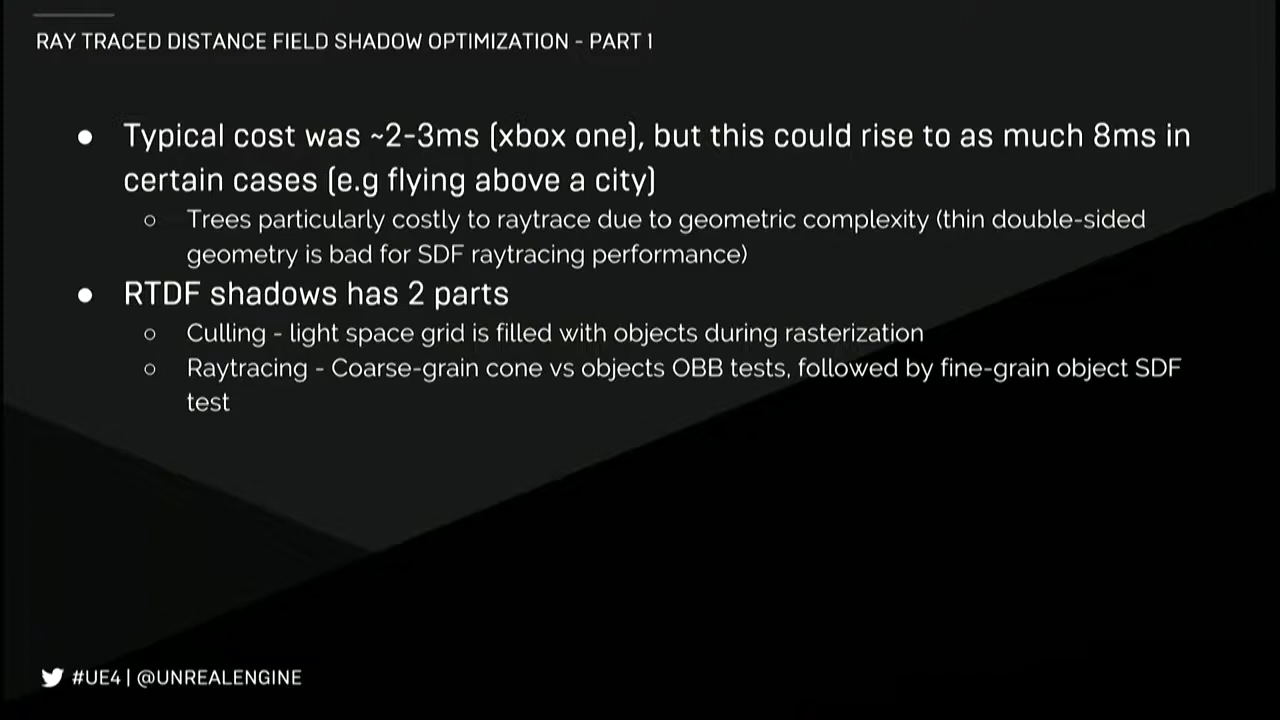 RAY TRACED DISTANCE FIELD SHADOW OPTIMIZATION - PART 1
● Typical cost was ~2-3ms (xbox one), but this could rise to as much 8ms in
certain cases (e.g flying above a city)
○ Trees particularly costly to raytrace due to geometric complexity (thin double-sided
geometry is bad for SDF raytracing performance)
● RTDF shadows has 2 parts
○ Culling - light space grid is filled with objects during rasterization
○ Raytracing - Coarse-grain cone vs objects OBB tests, followed by fine-grain object SDF
test
#UE4 | @UNREALENGINE